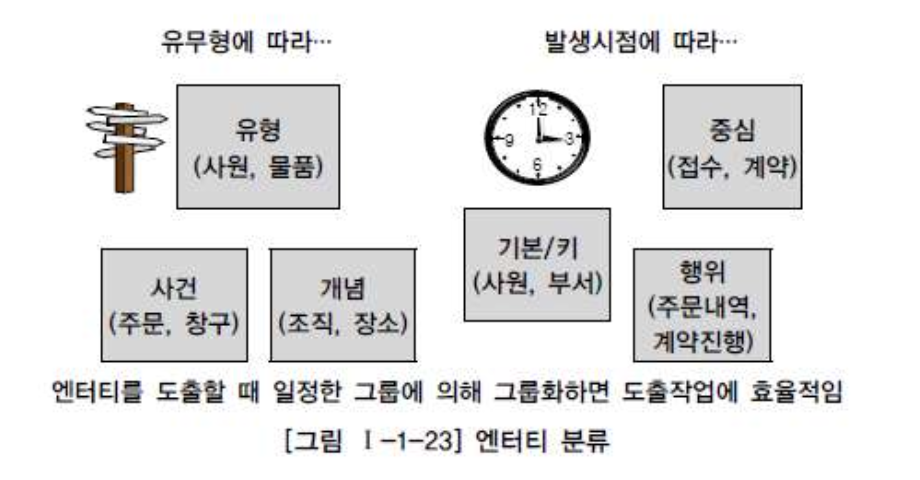 유무형에 따라…
발생시점에 따라…
유형
(사원, 물품)
사건
(주문, 창구)
개념
(조직, 장소)
12
3
6
9
중심
(접수, 계약)
기본/키
(사원, 부서)
행위
(주문내역,
계약진행)
엔터티를 도출할 때 일정한 그룹에 의해 그룹화하면 도출작업에 효율적임
[그림 Ⅰ-1-23] 엔터티 분류